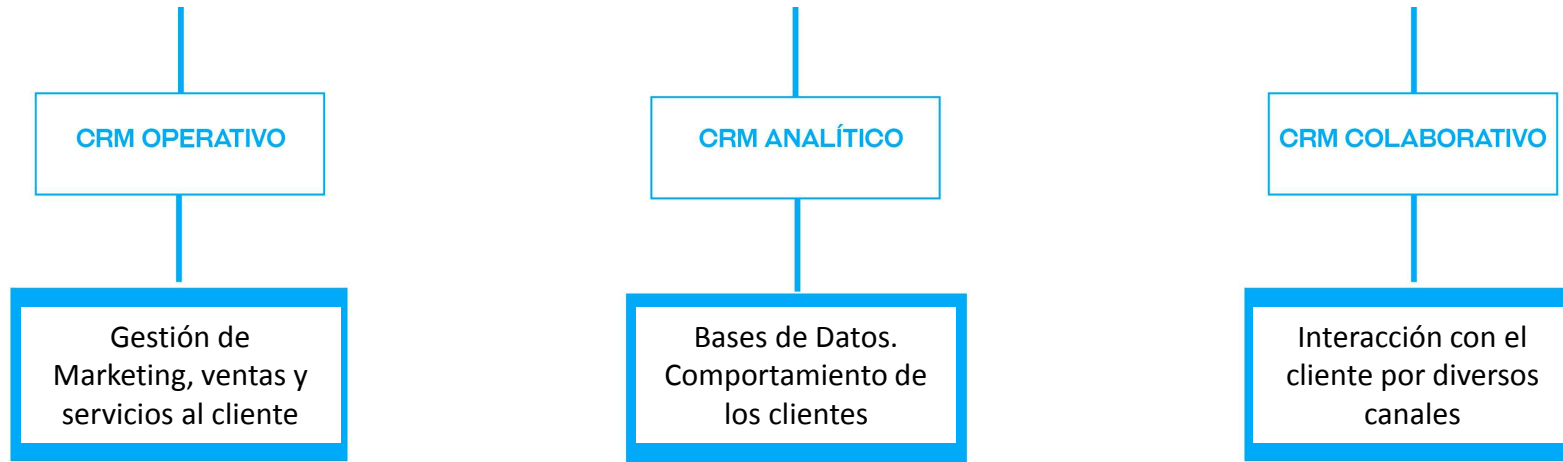 CRM OPERATIVO
CRM ANALÍTICO
CRM COLABORATIVO
Gestión de
Marketing, ventas y
servicios al cliente
Bases de Datos.
Comportamiento de
los clientes
Interacción con el
cliente por diversos
canales